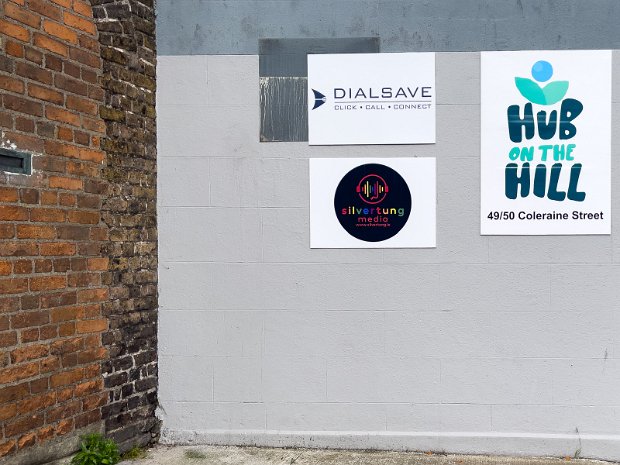 DIALSAVE
CLICK • CALL • CONNECT
silvertung
media
HUB
ON THE
HILL
49/50 Coleraine Street